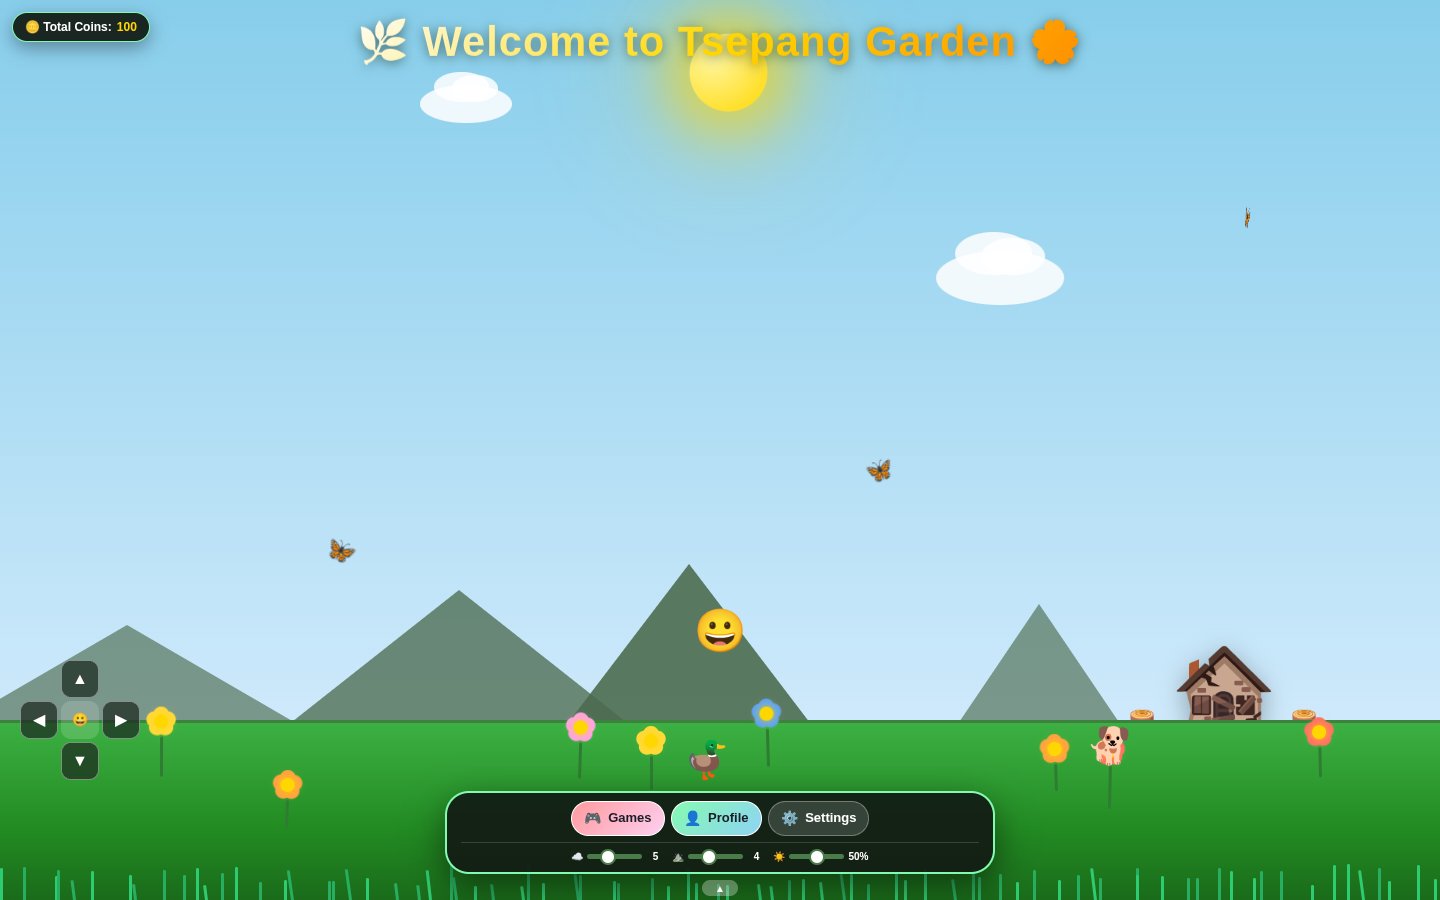 🪙 Total Coins: 100
🌿 Welcome to Tsepang Garden 🌼
🎮 Games
👤 Profile
⚙️ Settings
5
4
50%